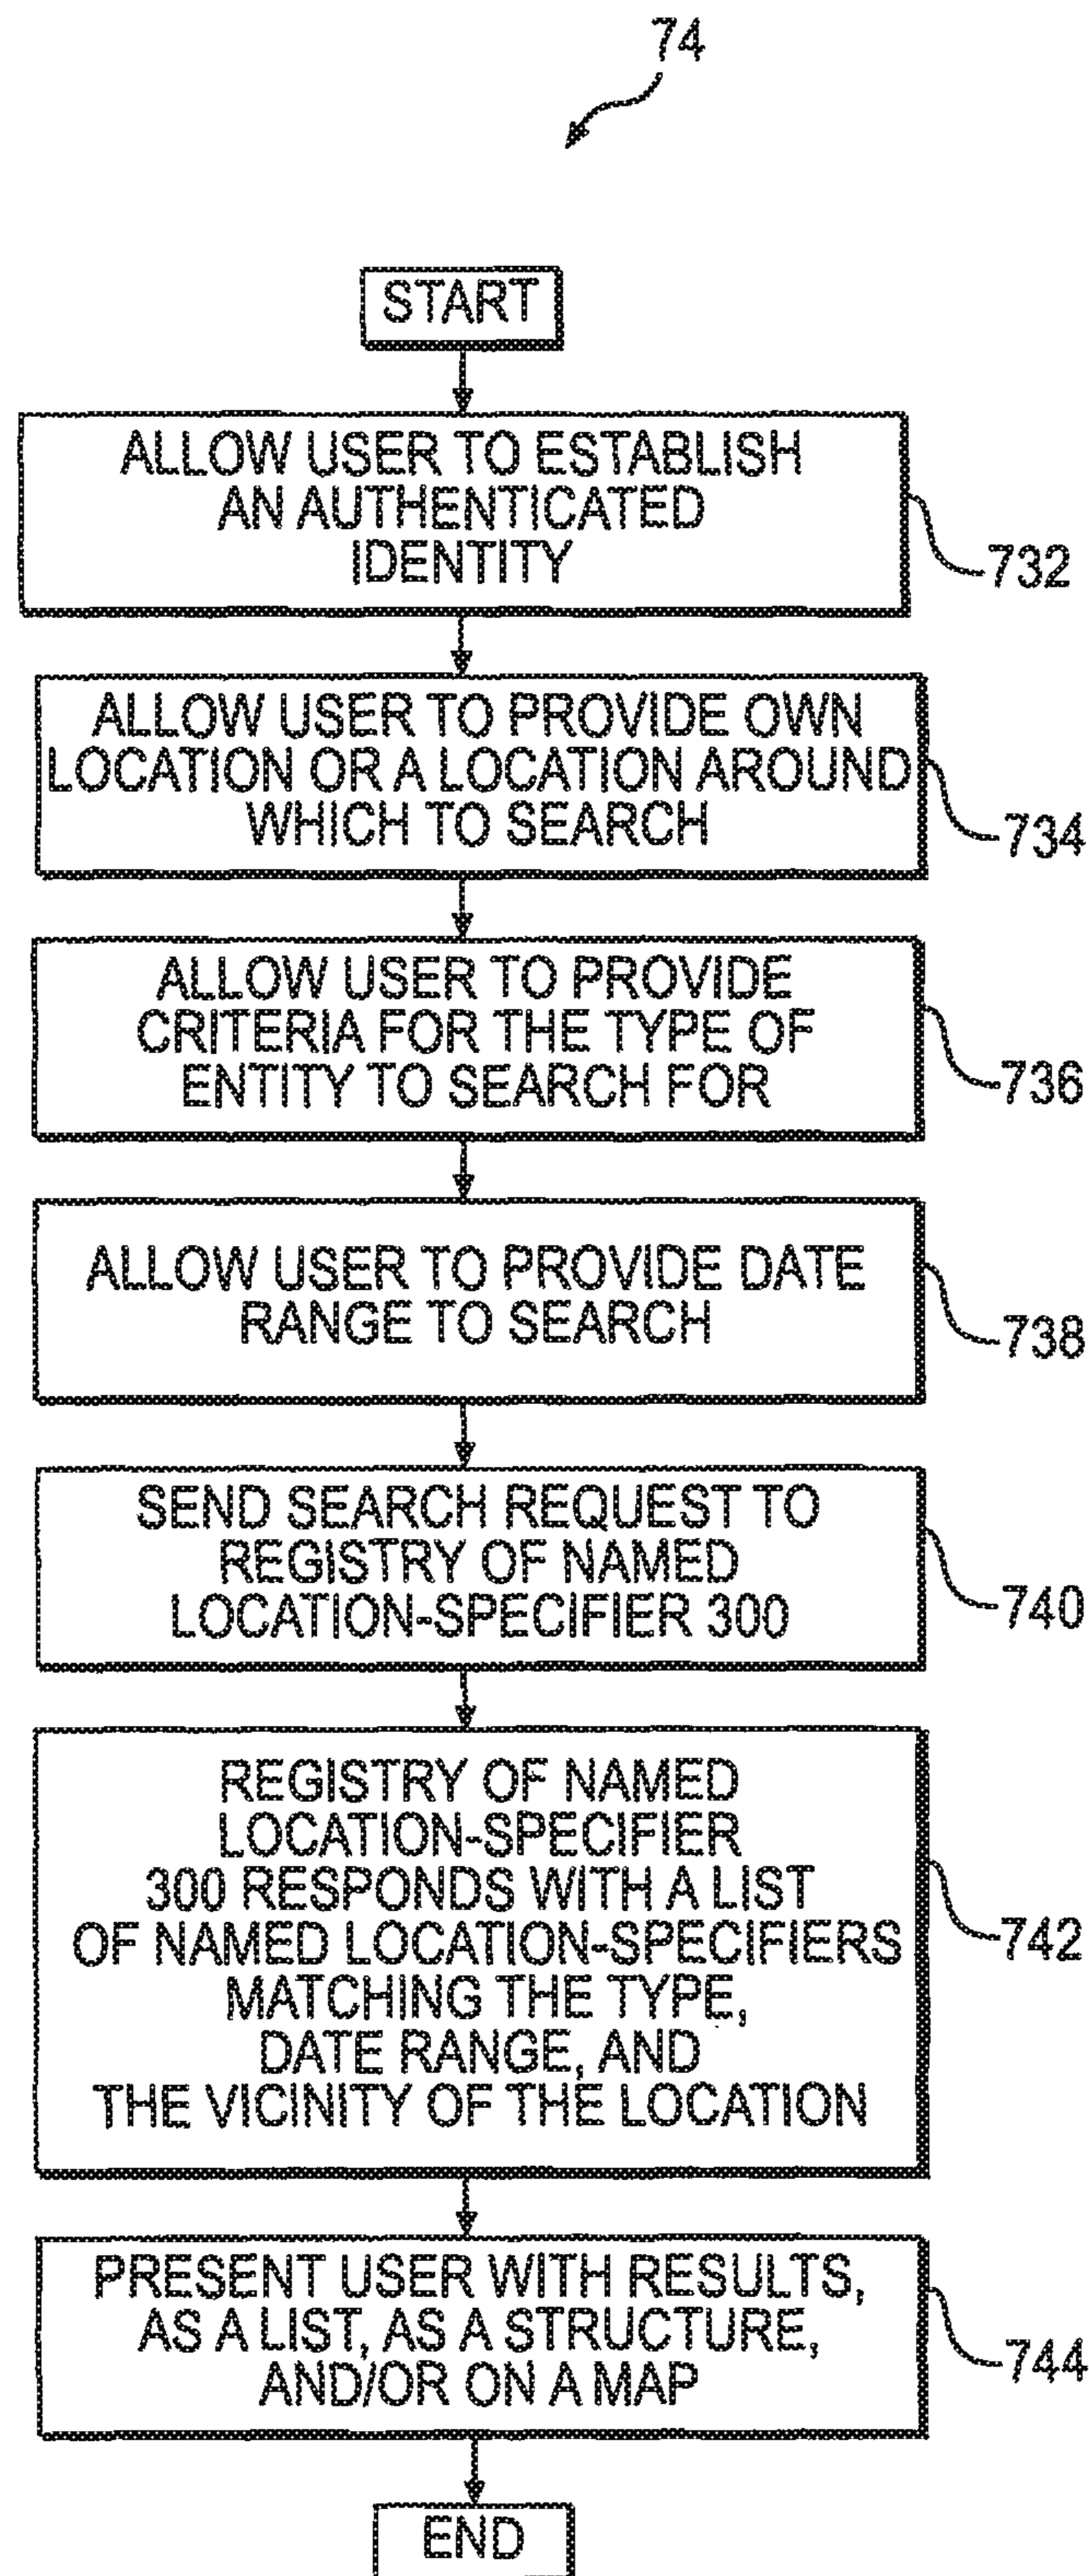 74
START
ALLOW USER TO ESTABLISH
AN AUTHENTICATED
IDENTITY
732
ALLOW USER TO PROVIDE OWN
LOCATION OR A LOCATION AROUND
WHICH TO SEARCH
734
ALLOW USER TO PROVIDE
CRITERIA FOR THE TYPE OF
ENTITY TO SEARCH FOR
736
ALLOW USER TO PROVIDE DATE
RANGE TO SEARCH
738
SEND SEARCH REQUEST TO
REGISTRY OF NAMED
LOCATION-SPECIFIER 300
740
REGISTRY OF NAMED
LOCATION-SPECIFIER
300 RESPONDS WITH A LIST
OF NAMED LOCATION-SPECIFIERS
MATCHING THE TYPE,
DATE RANGE, AND
THE VICINITY OF THE LOCATION
742
PRESENT USER WITH RESULTS,
AS A LIST, AS A STRUCTURE,
AND/OR ON A MAP
744
END